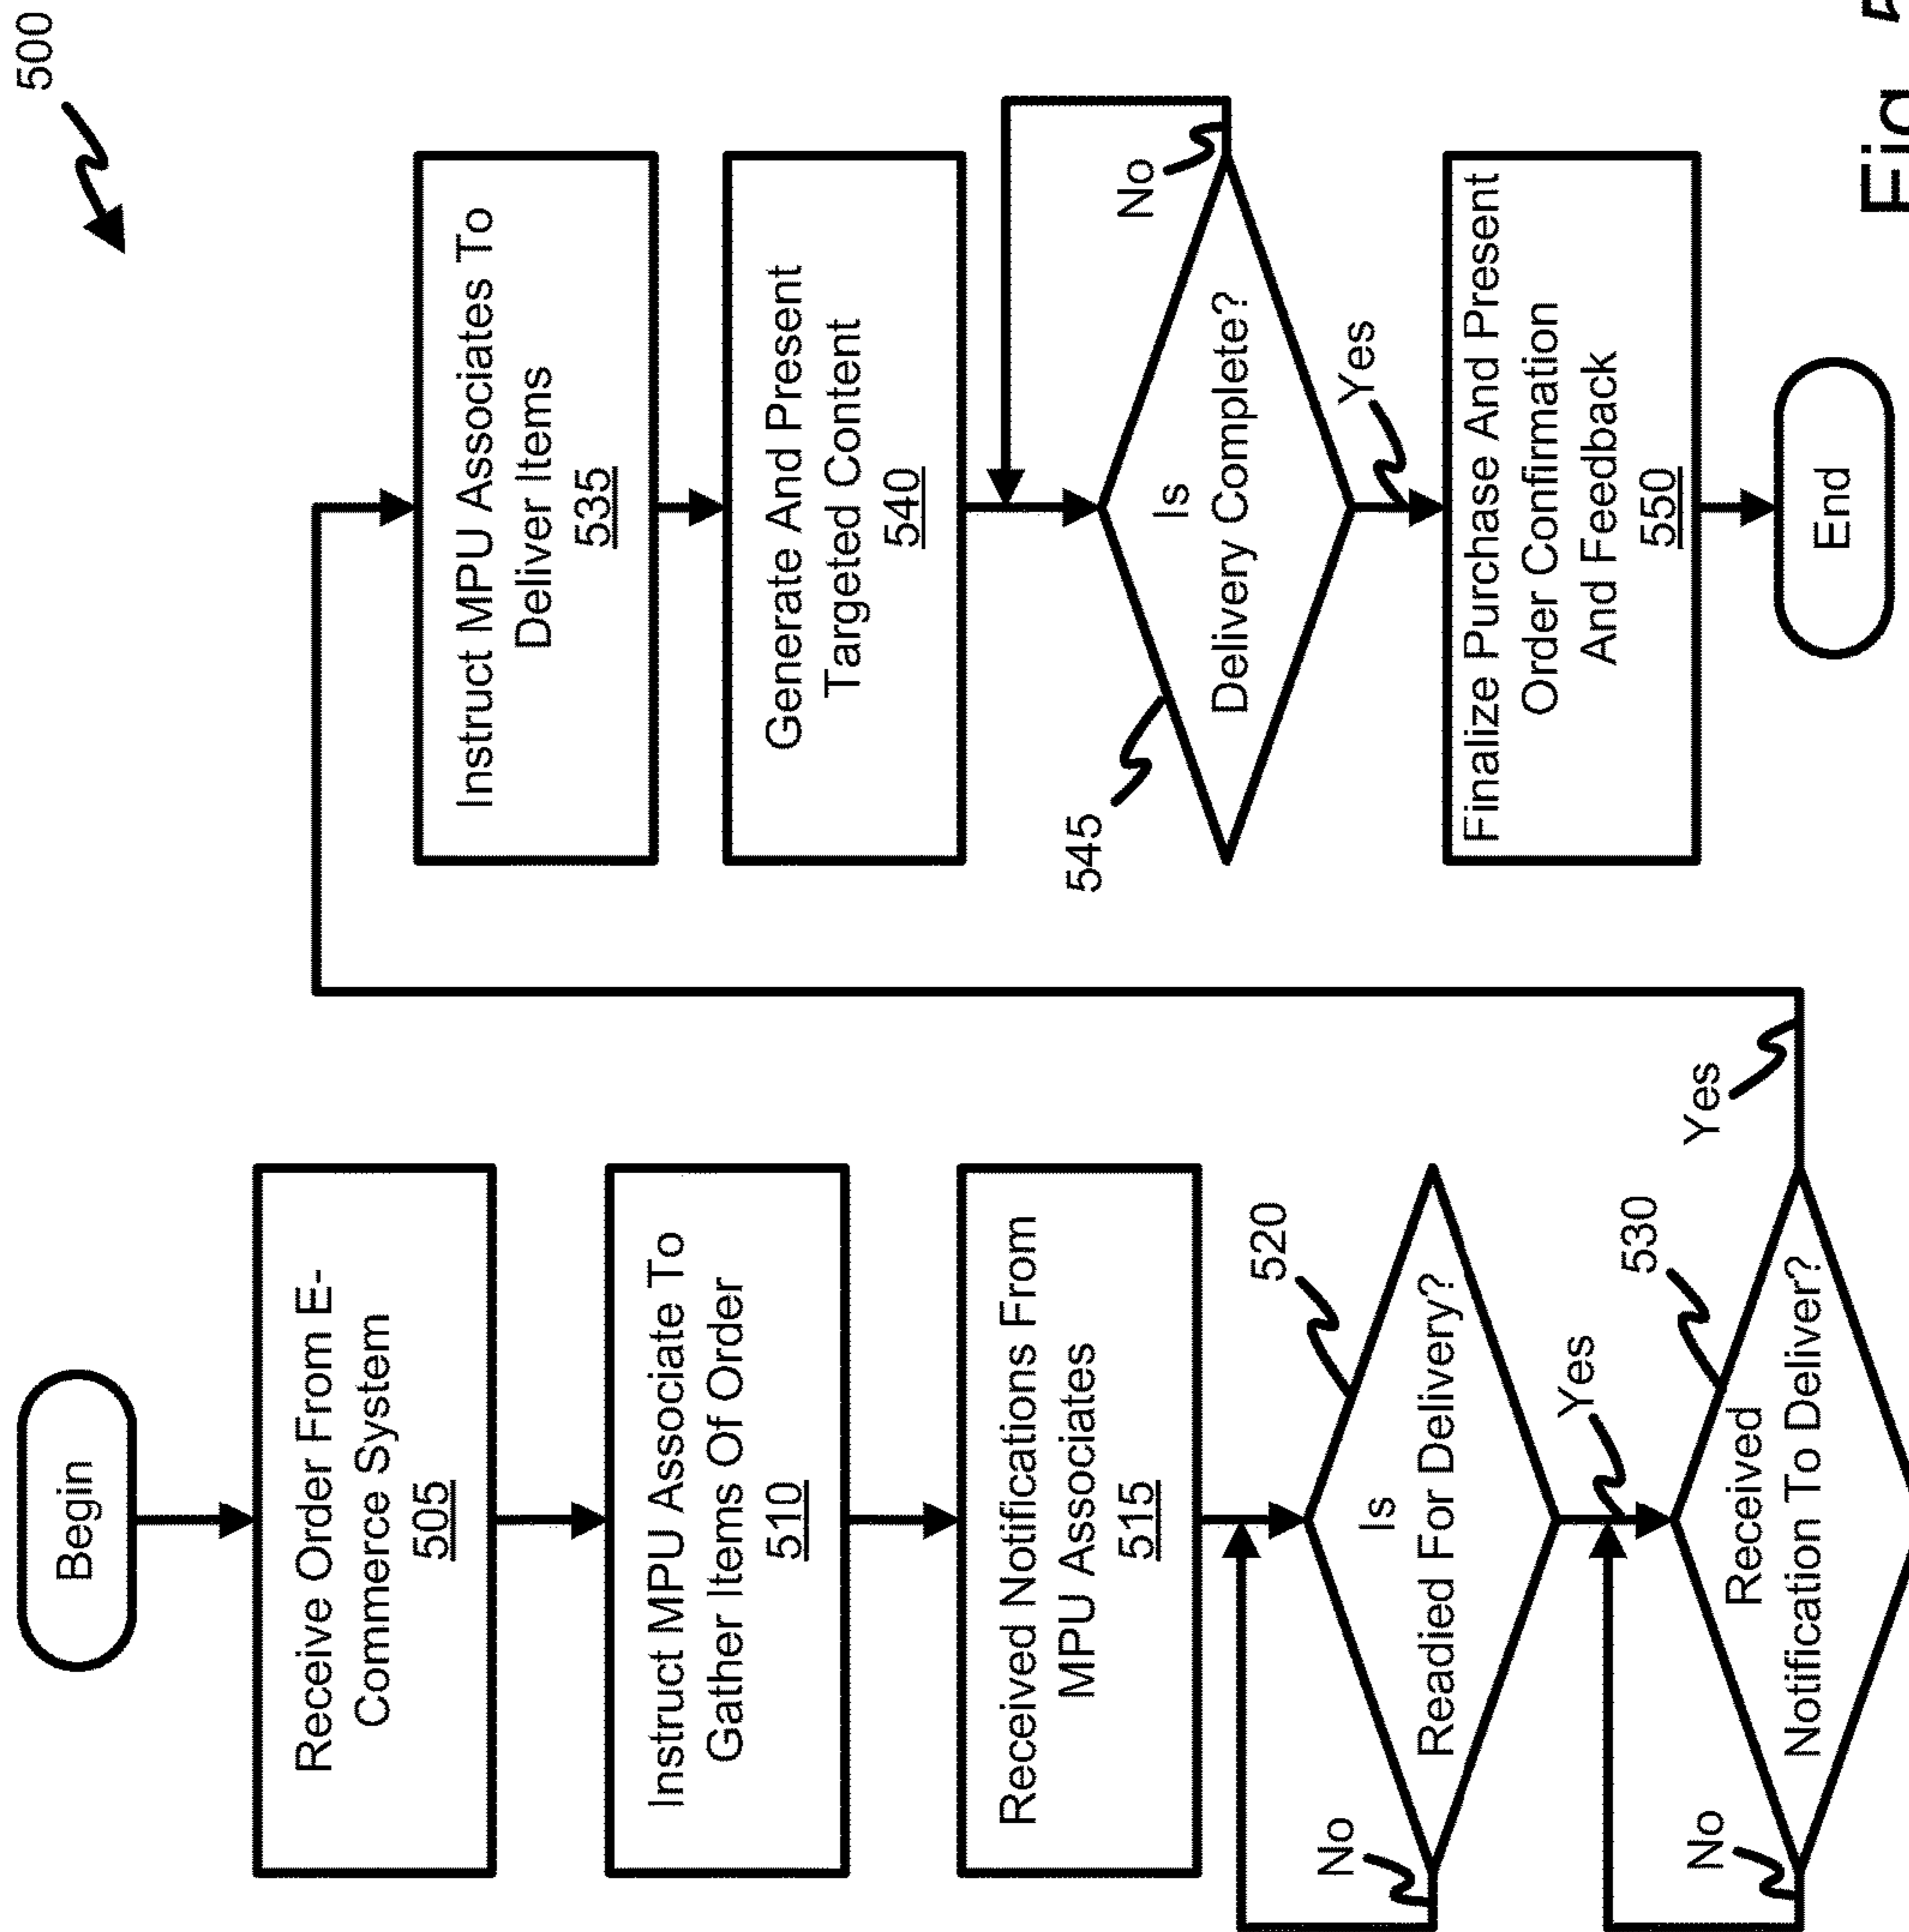 500
Begin
Receive Order From E-
Commerce System
505
Instruct MPU Associate To
Gather Items Of Order
510
Received Notifications From
MPU Associates
515
520
Is
Readied For Delivery?
No
Yes
530
Received
Notification To Deliver?
No
Yes
Instruct MPU Associates To
Deliver Items
535
Generate And Present
Targeted Content
540
545
Is
Delivery Complete?
No
Yes
Finalize Purchase And Present
Order Confirmation
And Feedback
550
End
Fig. 5